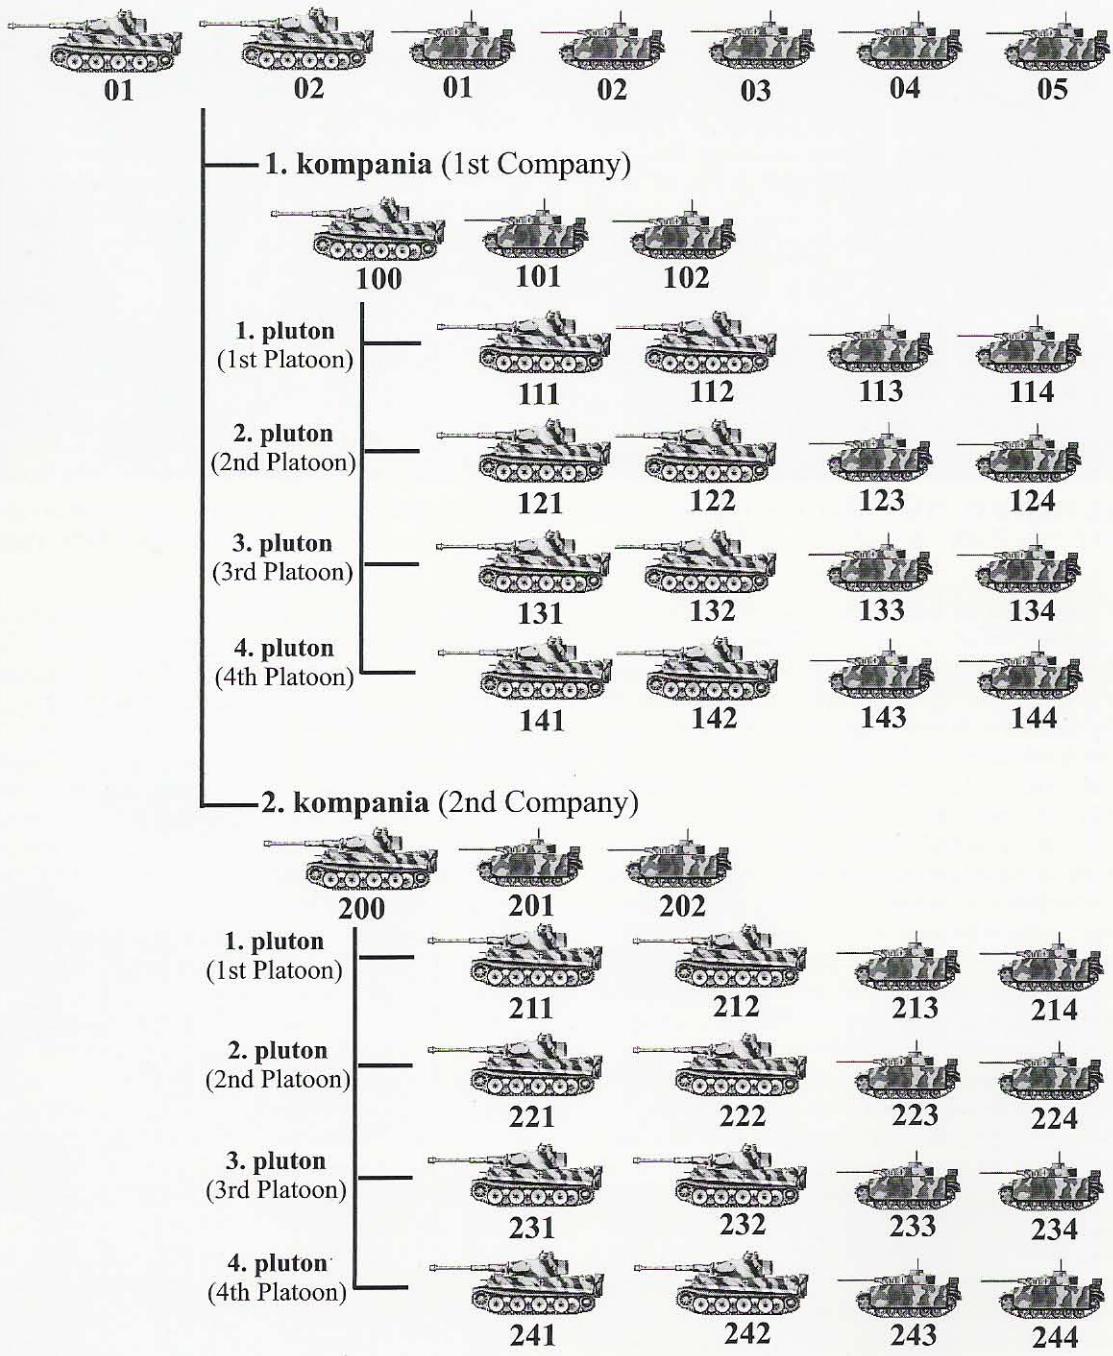 01 02 01 02 03 04 05
1. kompania (1st Company)
100 101 102
1. pluton
(1st Platoon)
111 112 113 114
2. pluton
(2nd Platoon)
121 122 123 124
3. pluton
(3rd Platoon)
131 132 133 134
4. pluton
(4th Platoon)
141 142 143 144
2. kompania (2nd Company)
200 201 202
1. pluton
(1st Platoon)
211 212 213 214
2. pluton
(2nd Platoon)
221 222 223 224
3. pluton
(3rd Platoon)
231 232 233 234
4. pluton
(4th Platoon)
241 242 243 244